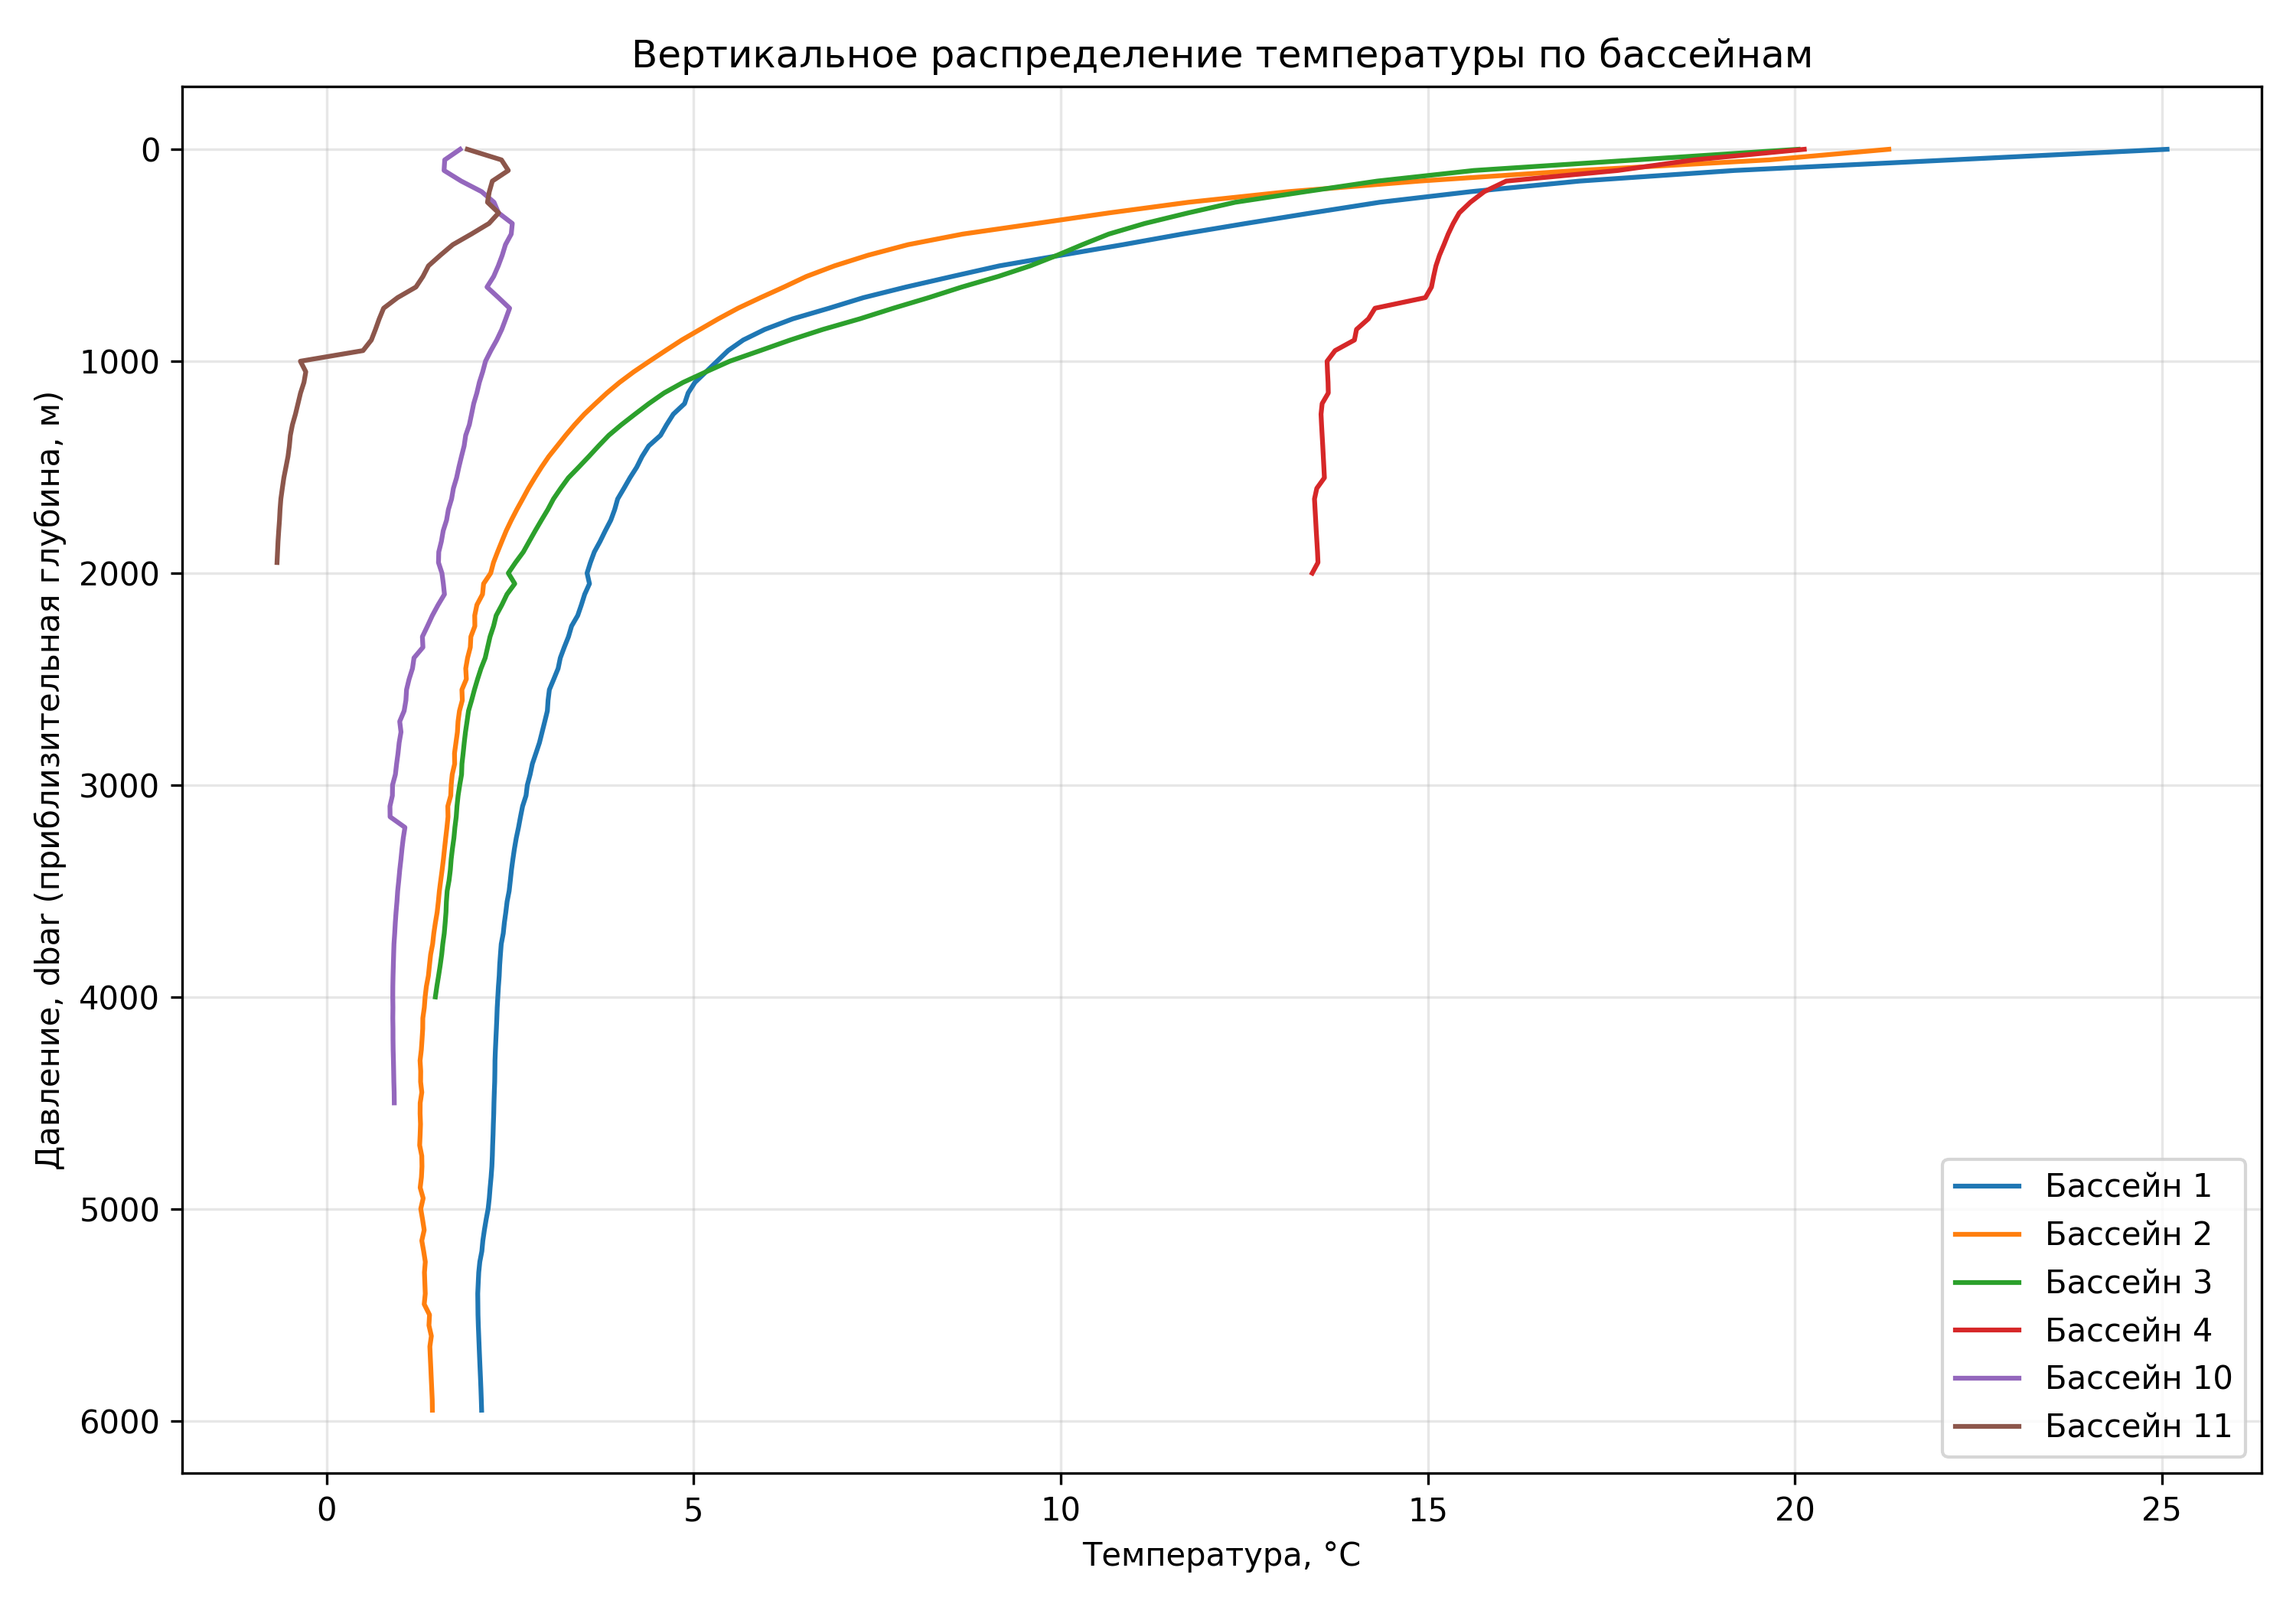 Вертикальное распределение температуры по бассейнам
Давление, dbar (приблизительная глубина, м)
0
1000
2000
3000
4000
5000
6000
0
5
10
15
20
25
Температура, °C
Бассейн 1
Бассейн 2
Бассейн 3
Бассейн 4
Бассейн 10
Бассейн 11